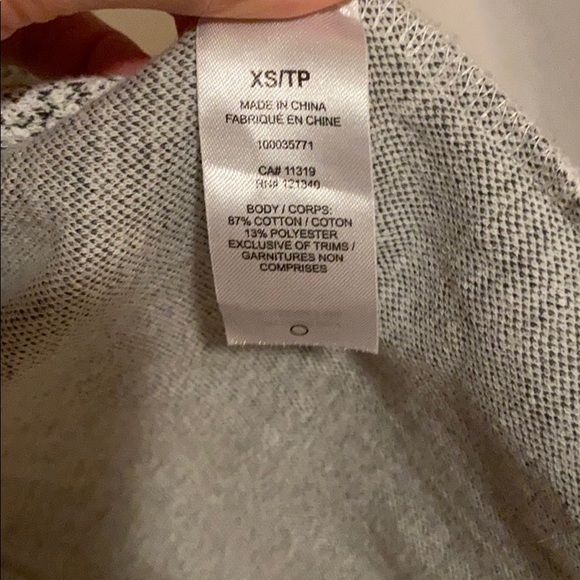 XS/TP
MADE IN CHINA
FABRIQUÉ EN CHINE
100035771
CA# 11319
RN# 121340
BODY / CORPS:
87% COTTON / COTON
13% POLYESTER
EXCLUSIVE OF TRIMS /
GARNITURES NON
COMPRISES